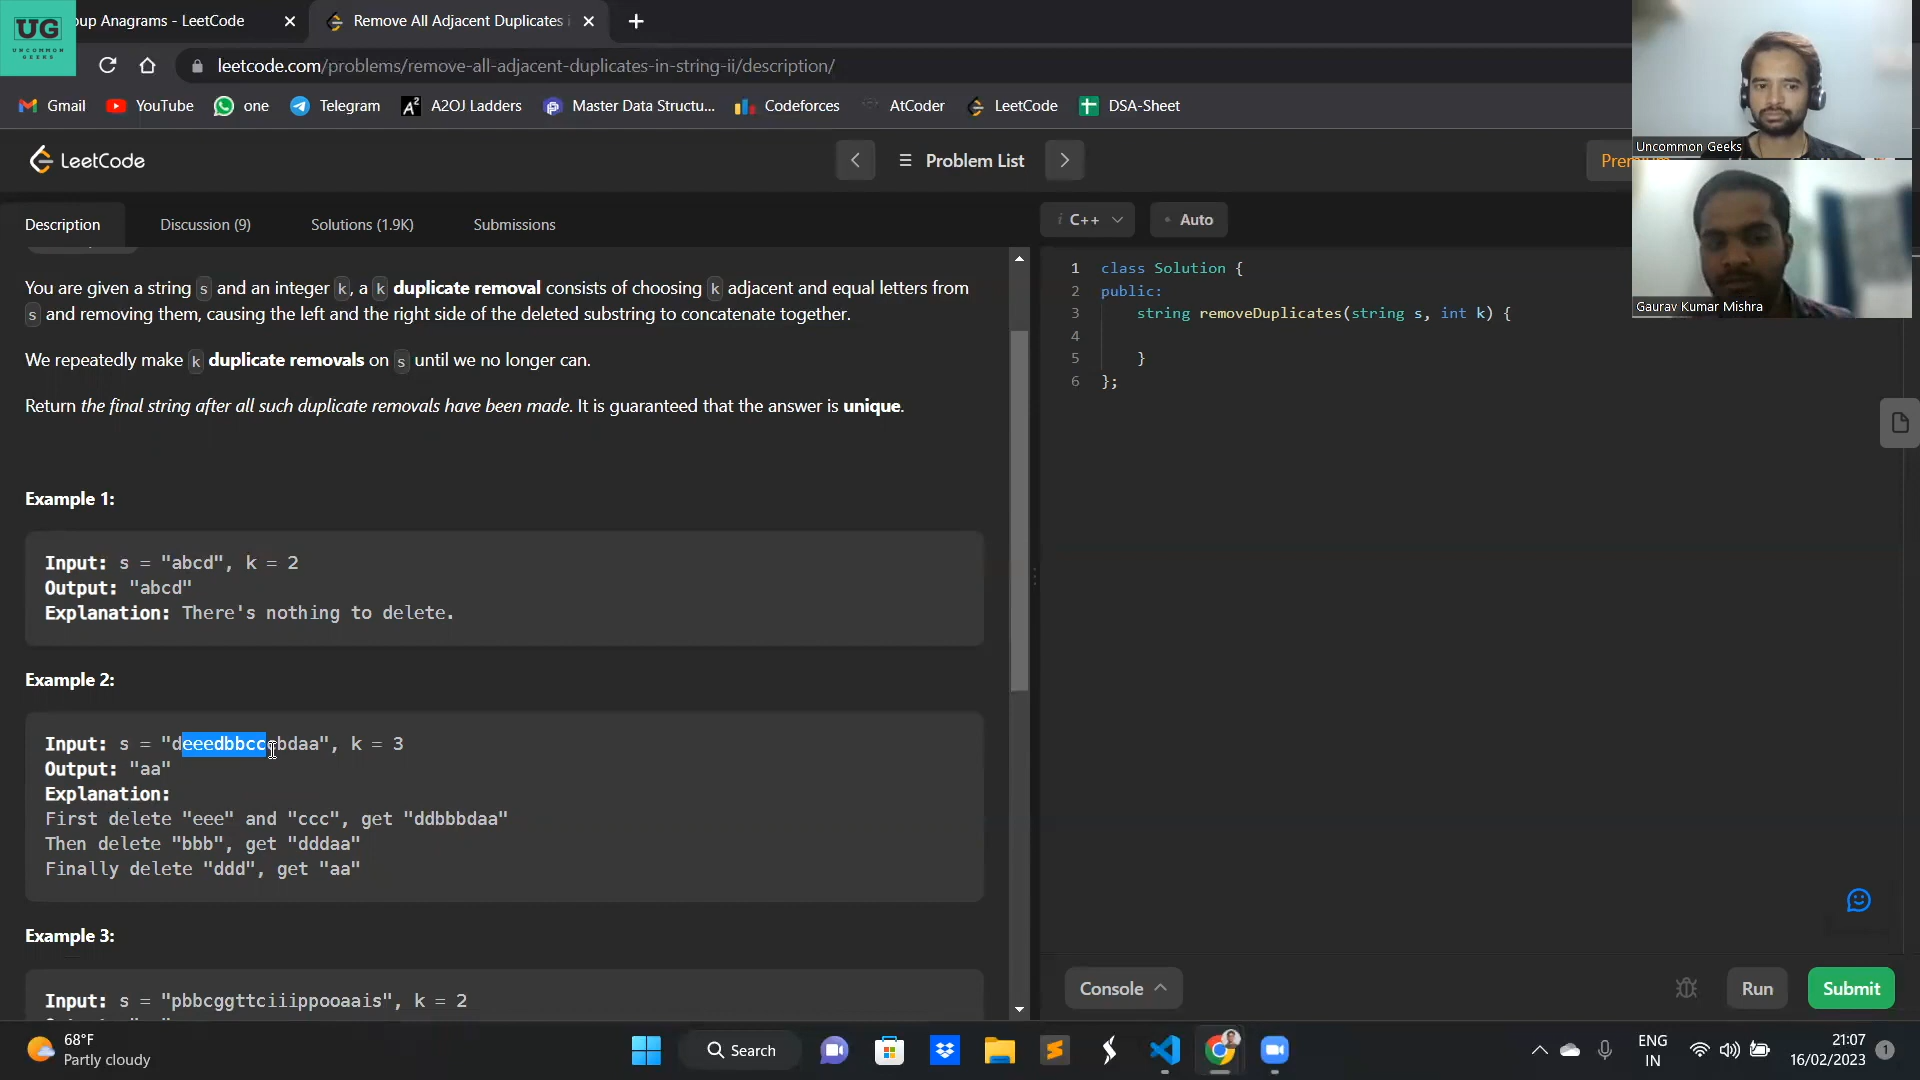 UG
UNCOMMON
GEEKS
oup Anagrams - LeetCode
Remove All Adjacent Duplicates i
leetcode.com/problems/remove-all-adjacent-duplicates-in-string-ii/description/
Gmail
YouTube
one
Telegram
A2OJ Ladders
Master Data Structu...
Codeforces
AtCoder
LeetCode
DSA-Sheet
Uncommon Geeks
Gaurav Kumar Mishra
LeetCode
Problem List
Description
Discussion (9)
Solutions (1.9K)
Submissions
You are given a string s and an integer k, a k duplicate removal consists of choosing k adjacent and equal letters from
s and removing them, causing the left and the right side of the deleted substring to concatenate together.
We repeatedly make k duplicate removals on s until we no longer can.
Return the final string after all such duplicate removals have been made. It is guaranteed that the answer is unique.
Example 1:
Input: s = "abcd", k = 2
Output: "abcd"
Explanation: There's nothing to delete.
Example 2:
Input: s = "deeedbbcccbdaa", k = 3
Output: "aa"
Explanation:
First delete "eee" and "ccc", get "ddbbbdaa"
Then delete "bbb", get "dddaa"
Finally delete "ddd", get "aa"
Example 3:
Input: s = "pbbcggttciiippooaais", k = 2
i C++
Auto
1 class Solution {
2 public:
3 string removeDuplicates(string s, int k) {
4
5 }
6 };
Console
Run
Submit
68°F
Partly cloudy
Search
ENG
IN
21:07
16/02/2023
1